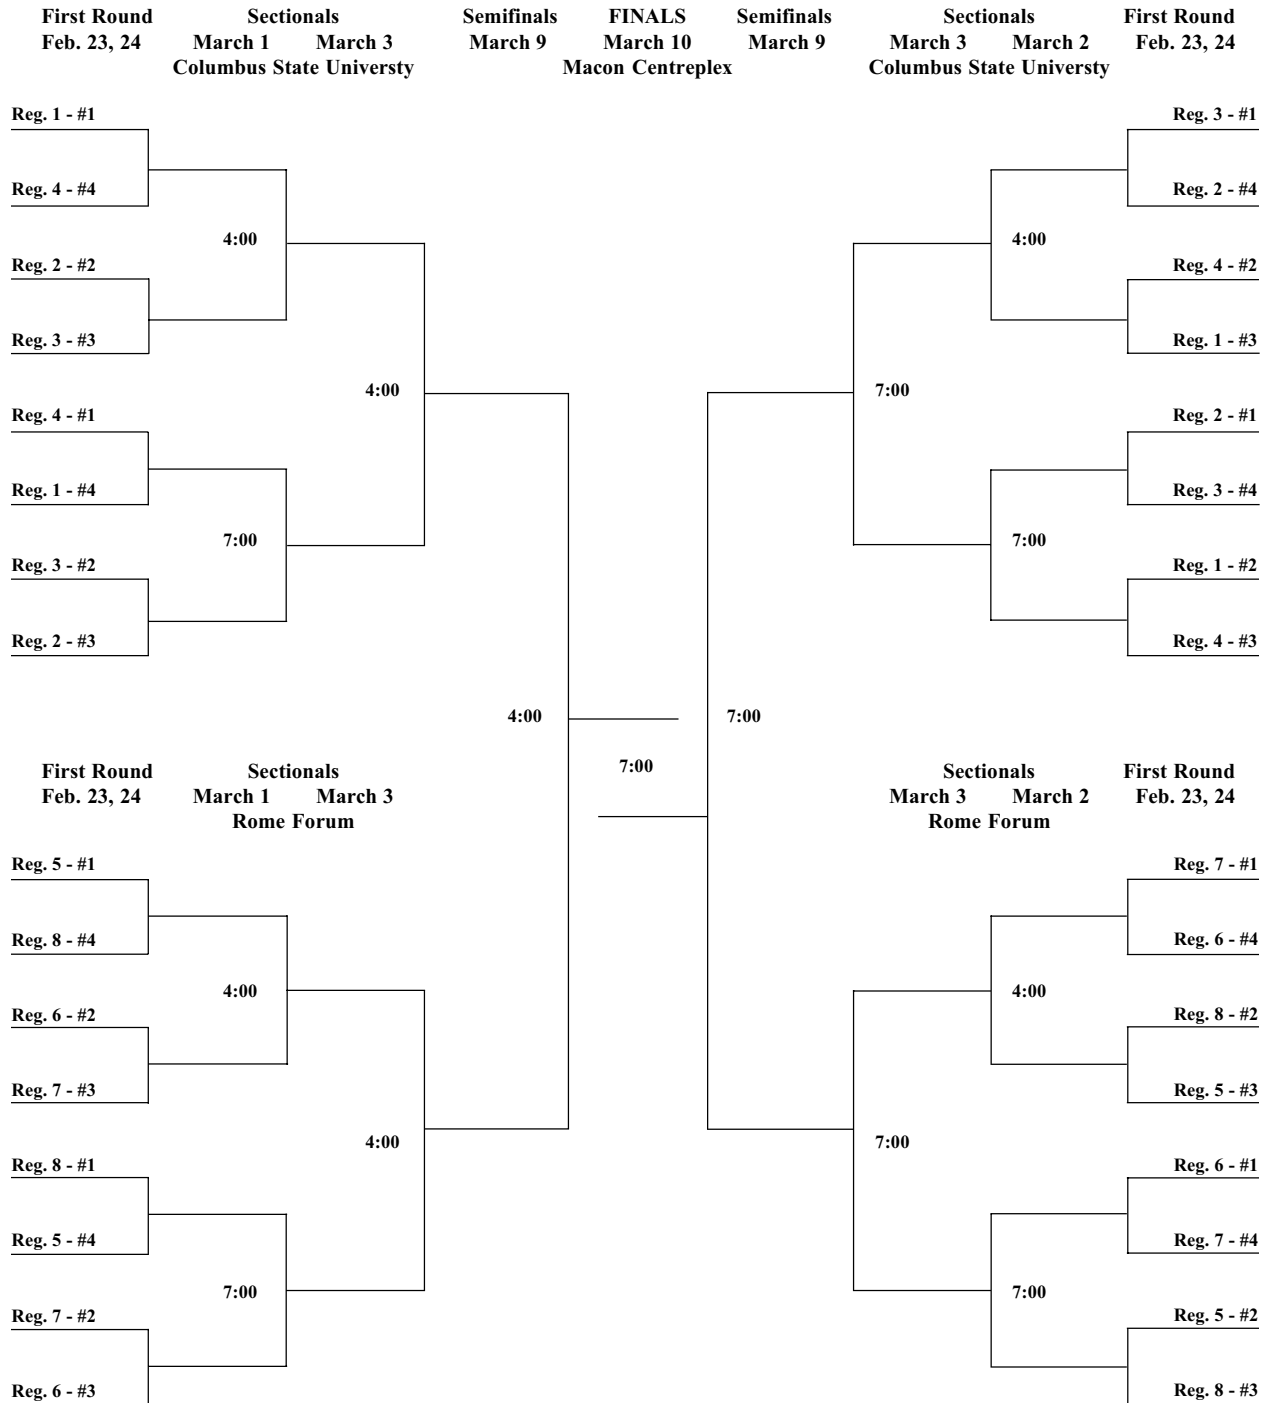 First Round Sectionals Semifinals FINALS Semifinals Sectionals First Round
Feb. 23, 24 March 1 March 3 March 9 March 10 March 9 March 3 March 2 Feb. 23, 24
Columbus State Universty Macon Centreplex Columbus State Universty
Reg. 1 - #1 Reg. 3 - #1
Reg. 4 - #4 Reg. 2 - #4
4:00 4:00
Reg. 2 - #2 Reg. 4 - #2
Reg. 3 - #3 Reg. 1 - #3
4:00 7:00
Reg. 4 - #1 Reg. 2 - #1
Reg. 1 - #4 Reg. 3 - #4
7:00 7:00
Reg. 3 - #2 Reg. 1 - #2
Reg. 2 - #3 Reg. 4 - #3
4:00 7:00
7:00
First Round Sectionals Sectionals First Round
Feb. 23, 24 March 1 March 3 March 3 March 2 Feb. 23, 24
Rome Forum Rome Forum
Reg. 5 - #1 Reg. 7 - #1
Reg. 8 - #4 Reg. 6 - #4
4:00 4:00
Reg. 6 - #2 Reg. 8 - #2
Reg. 7 - #3 Reg. 5 - #3
4:00 7:00
Reg. 8 - #1 Reg. 6 - #1
Reg. 5 - #4 Reg. 7 - #4
7:00 7:00
Reg. 7 - #2 Reg. 5 - #2
Reg. 6 - #3 Reg. 8 - #3